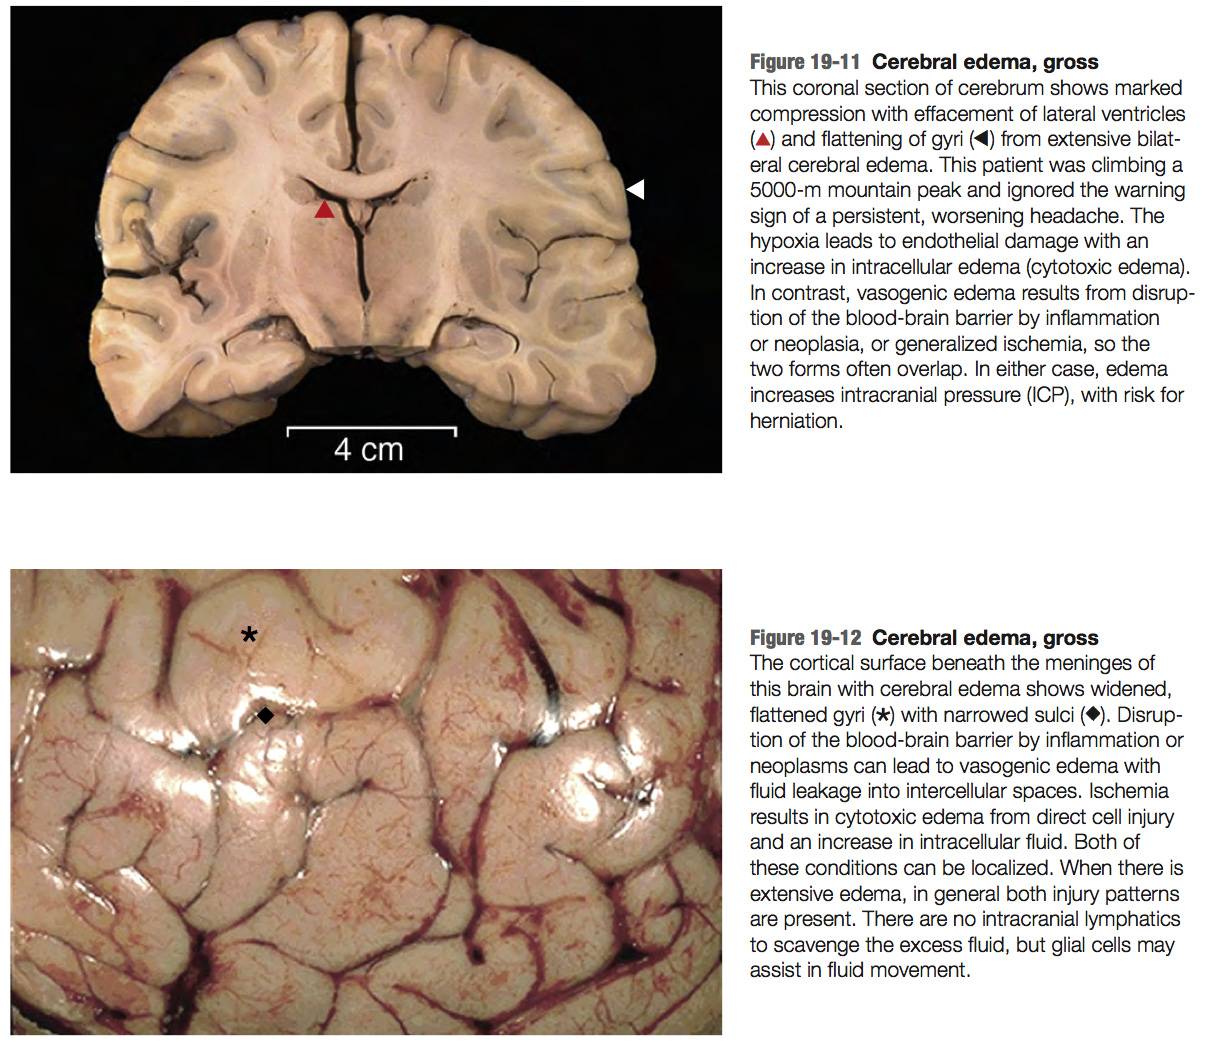 4 cm
Figure 19-11 Cerebral edema, gross
This coronal section of cerebrum shows marked
compression with effacement of lateral ventricles
(▲) and flattening of gyri (◀) from extensive bilat-
eral cerebral edema. This patient was climbing a
5000-m mountain peak and ignored the warning
sign of a persistent, worsening headache. The
hypoxia leads to endothelial damage with an
increase in intracellular edema (cytotoxic edema).
In contrast, vasogenic edema results from disrup-
tion of the blood-brain barrier by inflammation
or neoplasia, or generalized ischemia, so the
two forms often overlap. In either case, edema
increases intracranial pressure (ICP), with risk for
herniation.
*
◆
Figure 19-12 Cerebral edema, gross
The cortical surface beneath the meninges of
this brain with cerebral edema shows widened,
flattened gyri (*) with narrowed sulci (◆). Disrup-
tion of the blood-brain barrier by inflammation or
neoplasms can lead to vasogenic edema with
fluid leakage into intercellular spaces. Ischemia
results in cytotoxic edema from direct cell injury
and an increase in intracellular fluid. Both of
these conditions can be localized. When there is
extensive edema, in general both injury patterns
are present. There are no intracranial lymphatics
to scavenge the excess fluid, but glial cells may
assist in fluid movement.